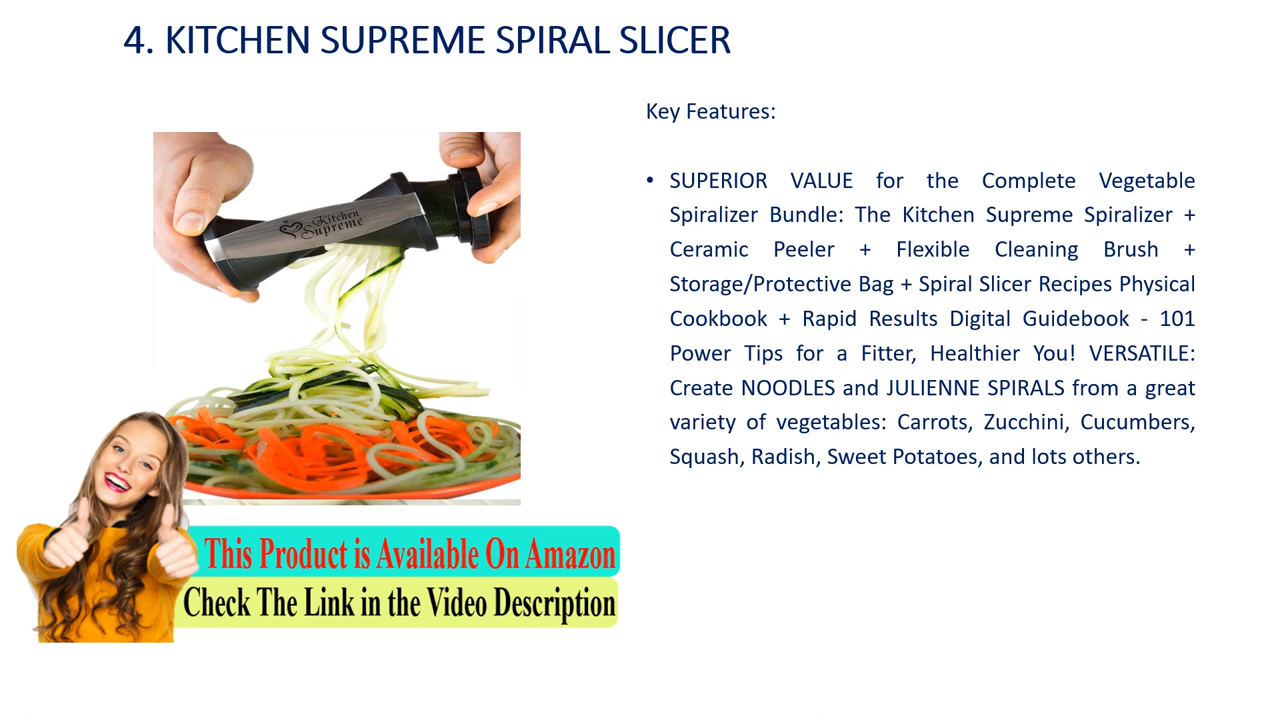 4. KITCHEN SUPREME SPIRAL SLICER
Kitchen
Supreme
Key Features:
• SUPERIOR VALUE for the Complete Vegetable
Spiralizer Bundle: The Kitchen Supreme Spiralizer +
Ceramic Peeler + Flexible Cleaning Brush +
Storage/Protective Bag + Spiral Slicer Recipes Physical
Cookbook + Rapid Results Digital Guidebook - 101
Power Tips for a Fitter, Healthier You! VERSATILE:
Create NOODLES and JULIENNE SPIRALS from a great
variety of vegetables: Carrots, Zucchini, Cucumbers,
Squash, Radish, Sweet Potatoes, and lots others.
This Product is Available On Amazon
Check The Link in the Video Description